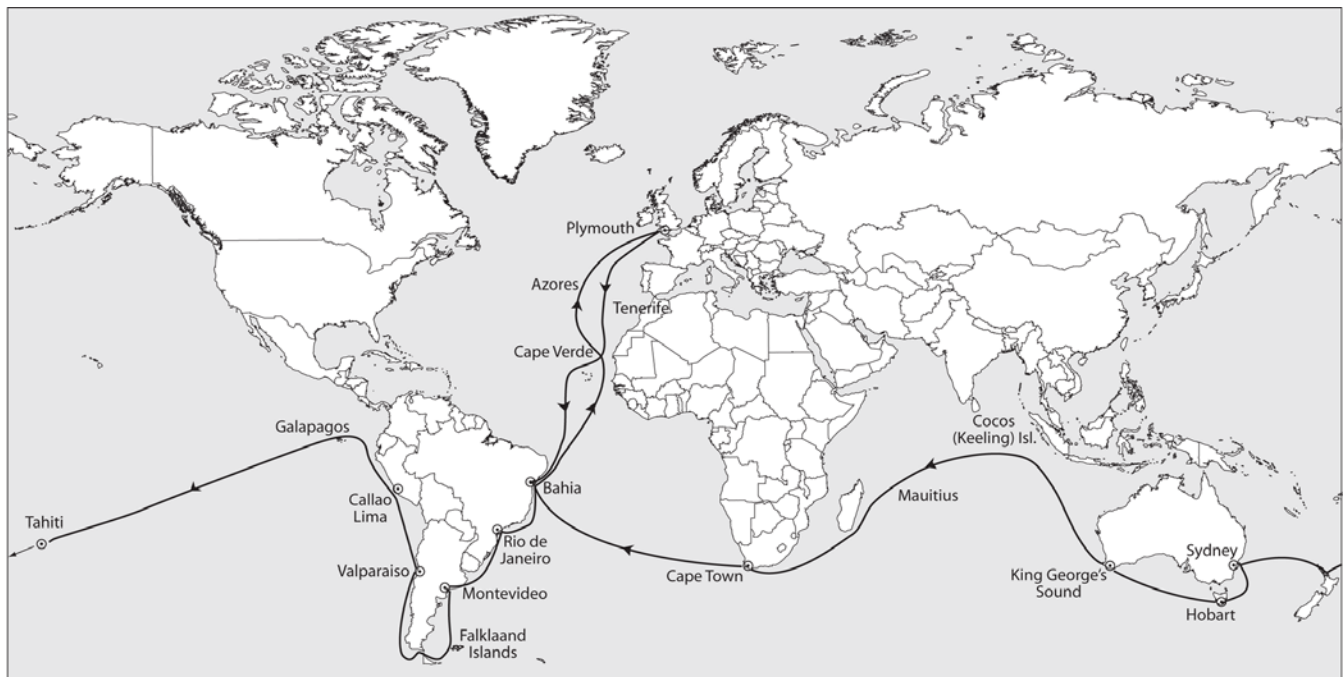 Plymouth
Azores
Tenerife
Cape Verde
Galapagos
Cocos
(Keeling) Isl.
Bahia
Callao
Lima
Mauitius
Tahiti
Rio de
Janeiro
Sydney
Valparaiso
Cape Town
King George's
Sound
Montevideo
Hobart
Falklaand
Islands